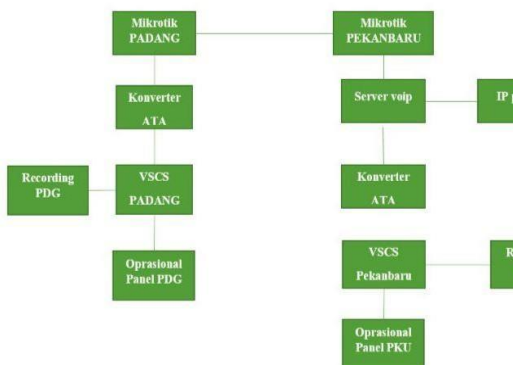 Mikrotik
PADANG
Mikrotik
PEKANBARU
Konverter
ATA
Server voip
IP
Recording
PDG
VSCS
PADANG
Konverter
ATA
Oprasional
Panel PDG
VSCS
Pekanbaru
Oprasional
Panel PKU